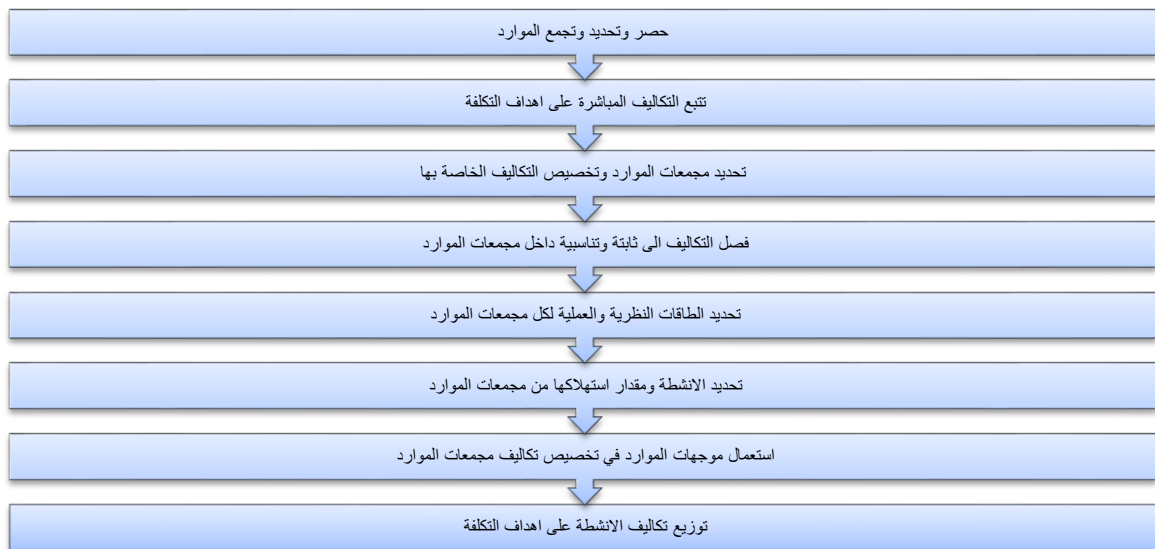 حصر وتحديد وتجمع الموارد
تتبع التكاليف المباشرة على اهداف التكلفة
تحديد مجمعات الموارد وتخصيص التكاليف الخاصة بها
فصل التكاليف الى ثابتة وتناسبية داخل مجمعات الموارد
تحديد الطاقات النظرية والعملية لكل مجمعات الموارد
تحديد الانشطة ومقدار استهلاكها من مجمعات الموارد
استعمال موجهات الموارد في تخصيص تكاليف مجمعات الموارد
توزيع تكاليف الانشطة على اهداف التكلفة